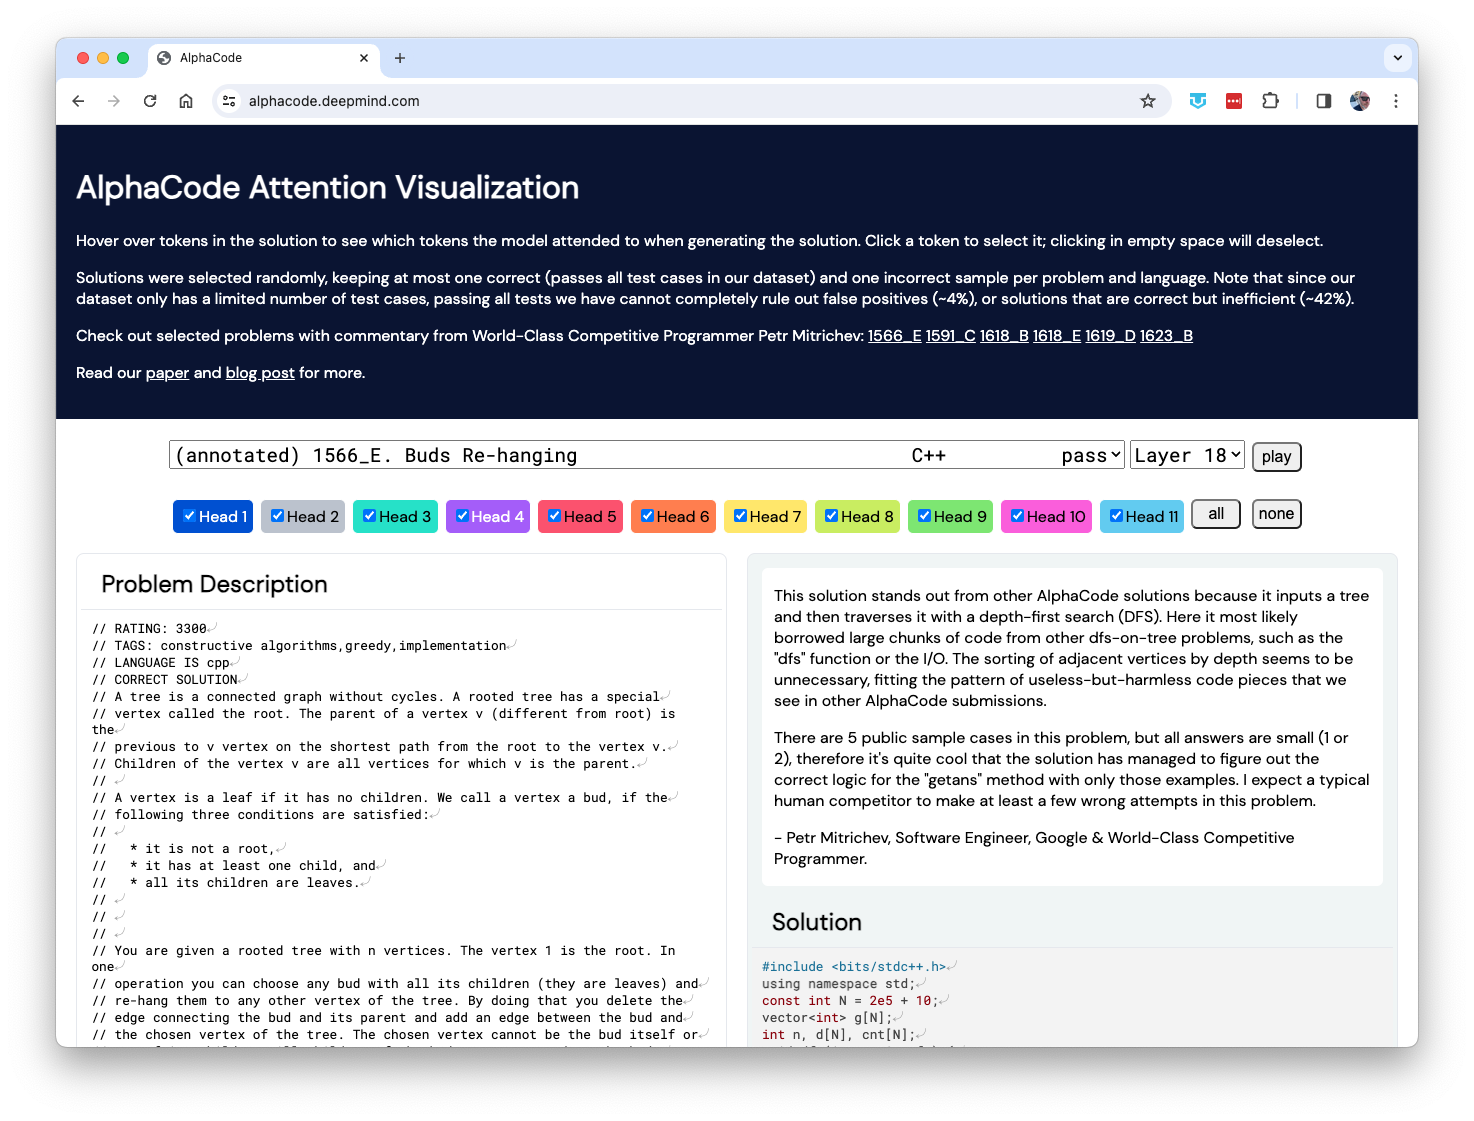 AlphaCode
alphacode.deepmind.com
AlphaCode Attention Visualization
Hover over tokens in the solution to see which tokens the model attended to when generating the solution. Click a token to select it; clicking in empty space will deselect.
Solutions were selected randomly, keeping at most one correct (passes all test cases in our dataset) and one incorrect sample per problem and language. Note that since our
dataset only has a limited number of test cases, passing all tests we have cannot completely rule out false positives (~4%), or solutions that are correct but inefficient (~42%).
Check out selected problems with commentary from World-Class Competitive Programmer Petr Mitrichev: 1566_E 1591_C 1618_B 1618_E 1619_D 1623_B
Read our paper and blog post for more.
(annotated) 1566_E. Buds Re-hanging C++ pass Layer 18 play
Head 1 Head 2 Head 3 Head 4 Head 5 Head 6 Head 7 Head 8 Head 9 Head 10 Head 11 all none
Problem Description
// RATING: 3300
// TAGS: constructive algorithms,greedy,implementation
// LANGUAGE IS cpp
// CORRECT SOLUTION
// A tree is a connected graph without cycles. A rooted tree has a special
// vertex called the root. The parent of a vertex v (different from root) is
the
// previous to v vertex on the shortest path from the root to the vertex v.
// Children of the vertex v are all vertices for which v is the parent.
//
// A vertex is a leaf if it has no children. We call a vertex a bud, if the
// following three conditions are satisfied:
//
//   * it is not a root,
//   * it has at least one child, and
//   * all its children are leaves.
//
//
//
// You are given a rooted tree with n vertices. The vertex 1 is the root. In
one
// operation you can choose any bud with all its children (they are leaves) and
// re-hang them to any other vertex of the tree. By doing that you delete the
// edge connecting the bud and its parent and add an edge between the bud and
// the chosen vertex of the tree. The chosen vertex cannot be the bud itself or
This solution stands out from other AlphaCode solutions because it inputs a tree
and then traverses it with a depth-first search (DFS). Here it most likely
borrowed large chunks of code from other dfs-on-tree problems, such as the
"dfs" function or the I/O. The sorting of adjacent vertices by depth seems to be
unnecessary, fitting the pattern of useless-but-harmless code pieces that we
see in other AlphaCode submissions.
There are 5 public sample cases in this problem, but all answers are small (1 or
2), therefore it's quite cool that the solution has managed to figure out the
correct logic for the "getans" method with only those examples. I expect a typical
human competitor to make at least a few wrong attempts in this problem.
- Petr Mitrichev, Software Engineer, Google & World-Class Competitive
Programmer.
Solution
#include <bits/stdc++.h>
using namespace std;
const int N = 2e5 + 10;
vector<int> g[N];
int n, d[N], cnt[N];